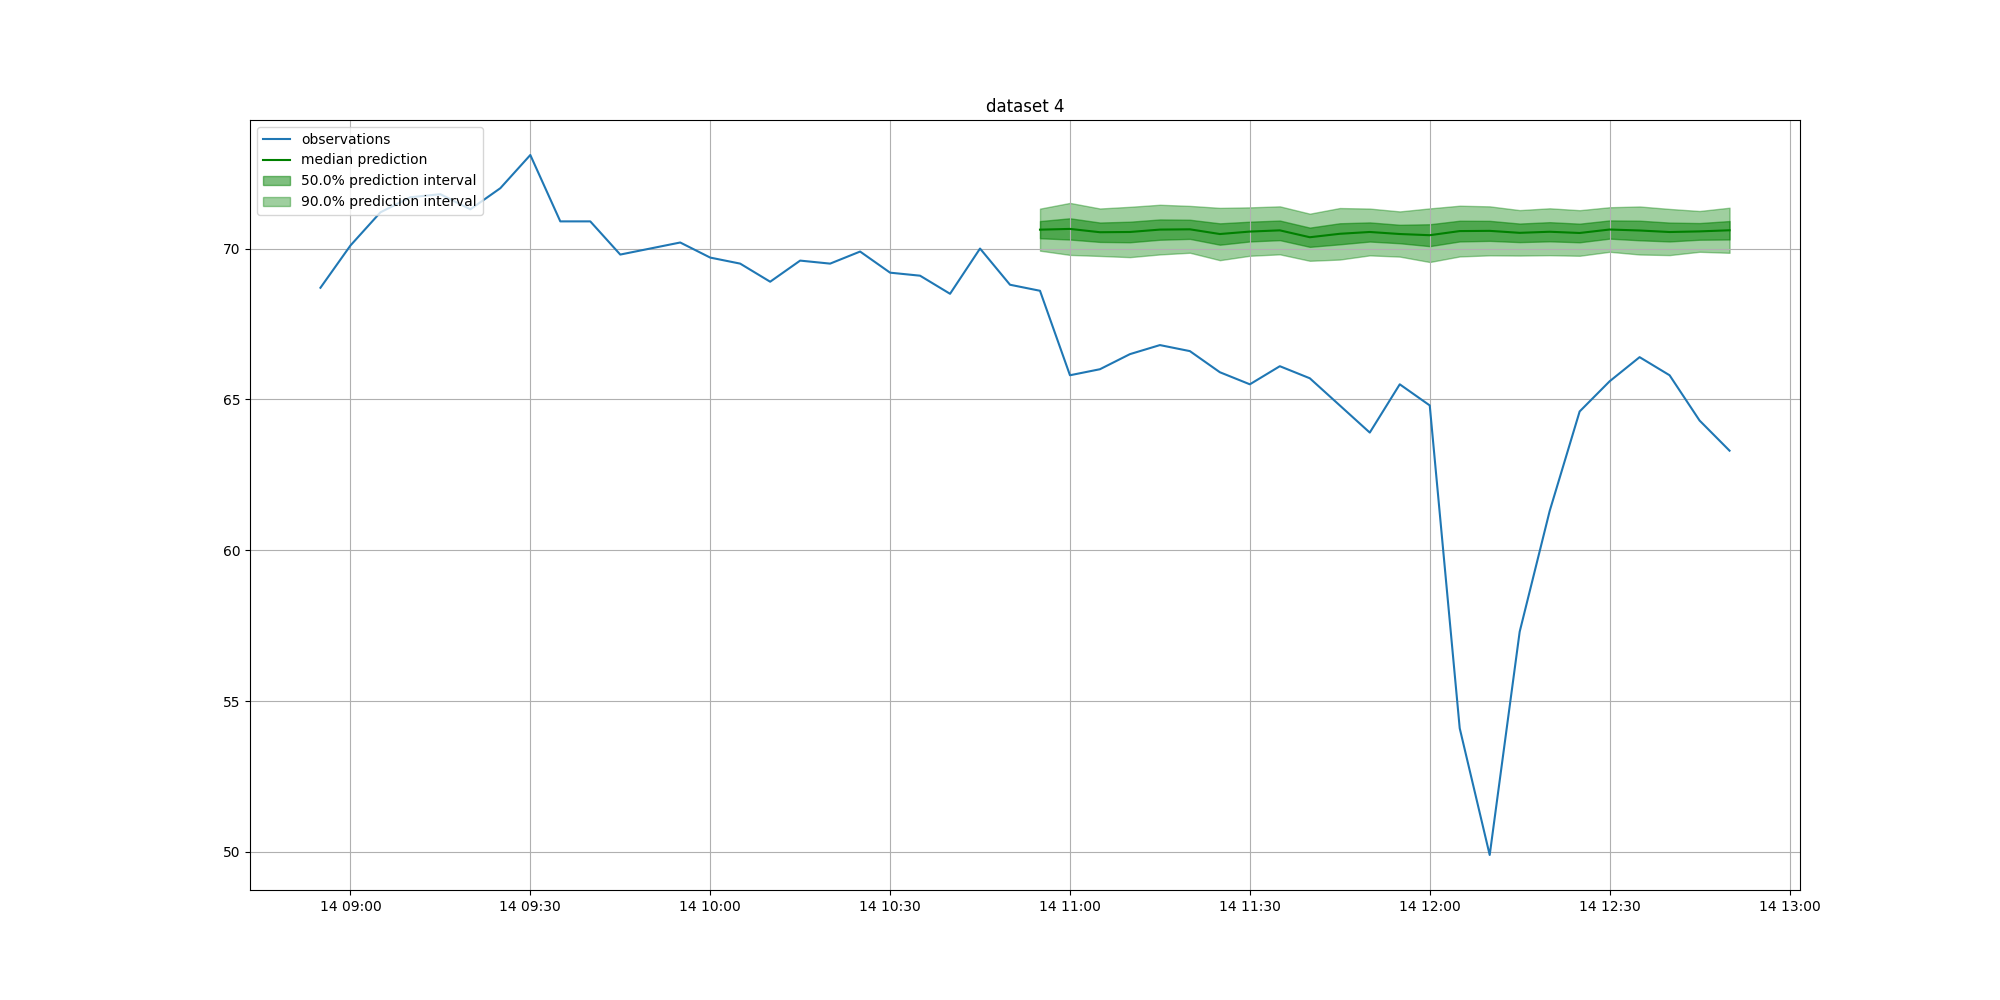 dataset 4
observations
median prediction
50.0% prediction interval
90.0% prediction interval
70
65
60
55
50
14 09:00 14 09:30 14 10:00 14 10:30 14 11:00 14 11:30 14 12:00 14 12:30 14 13:00